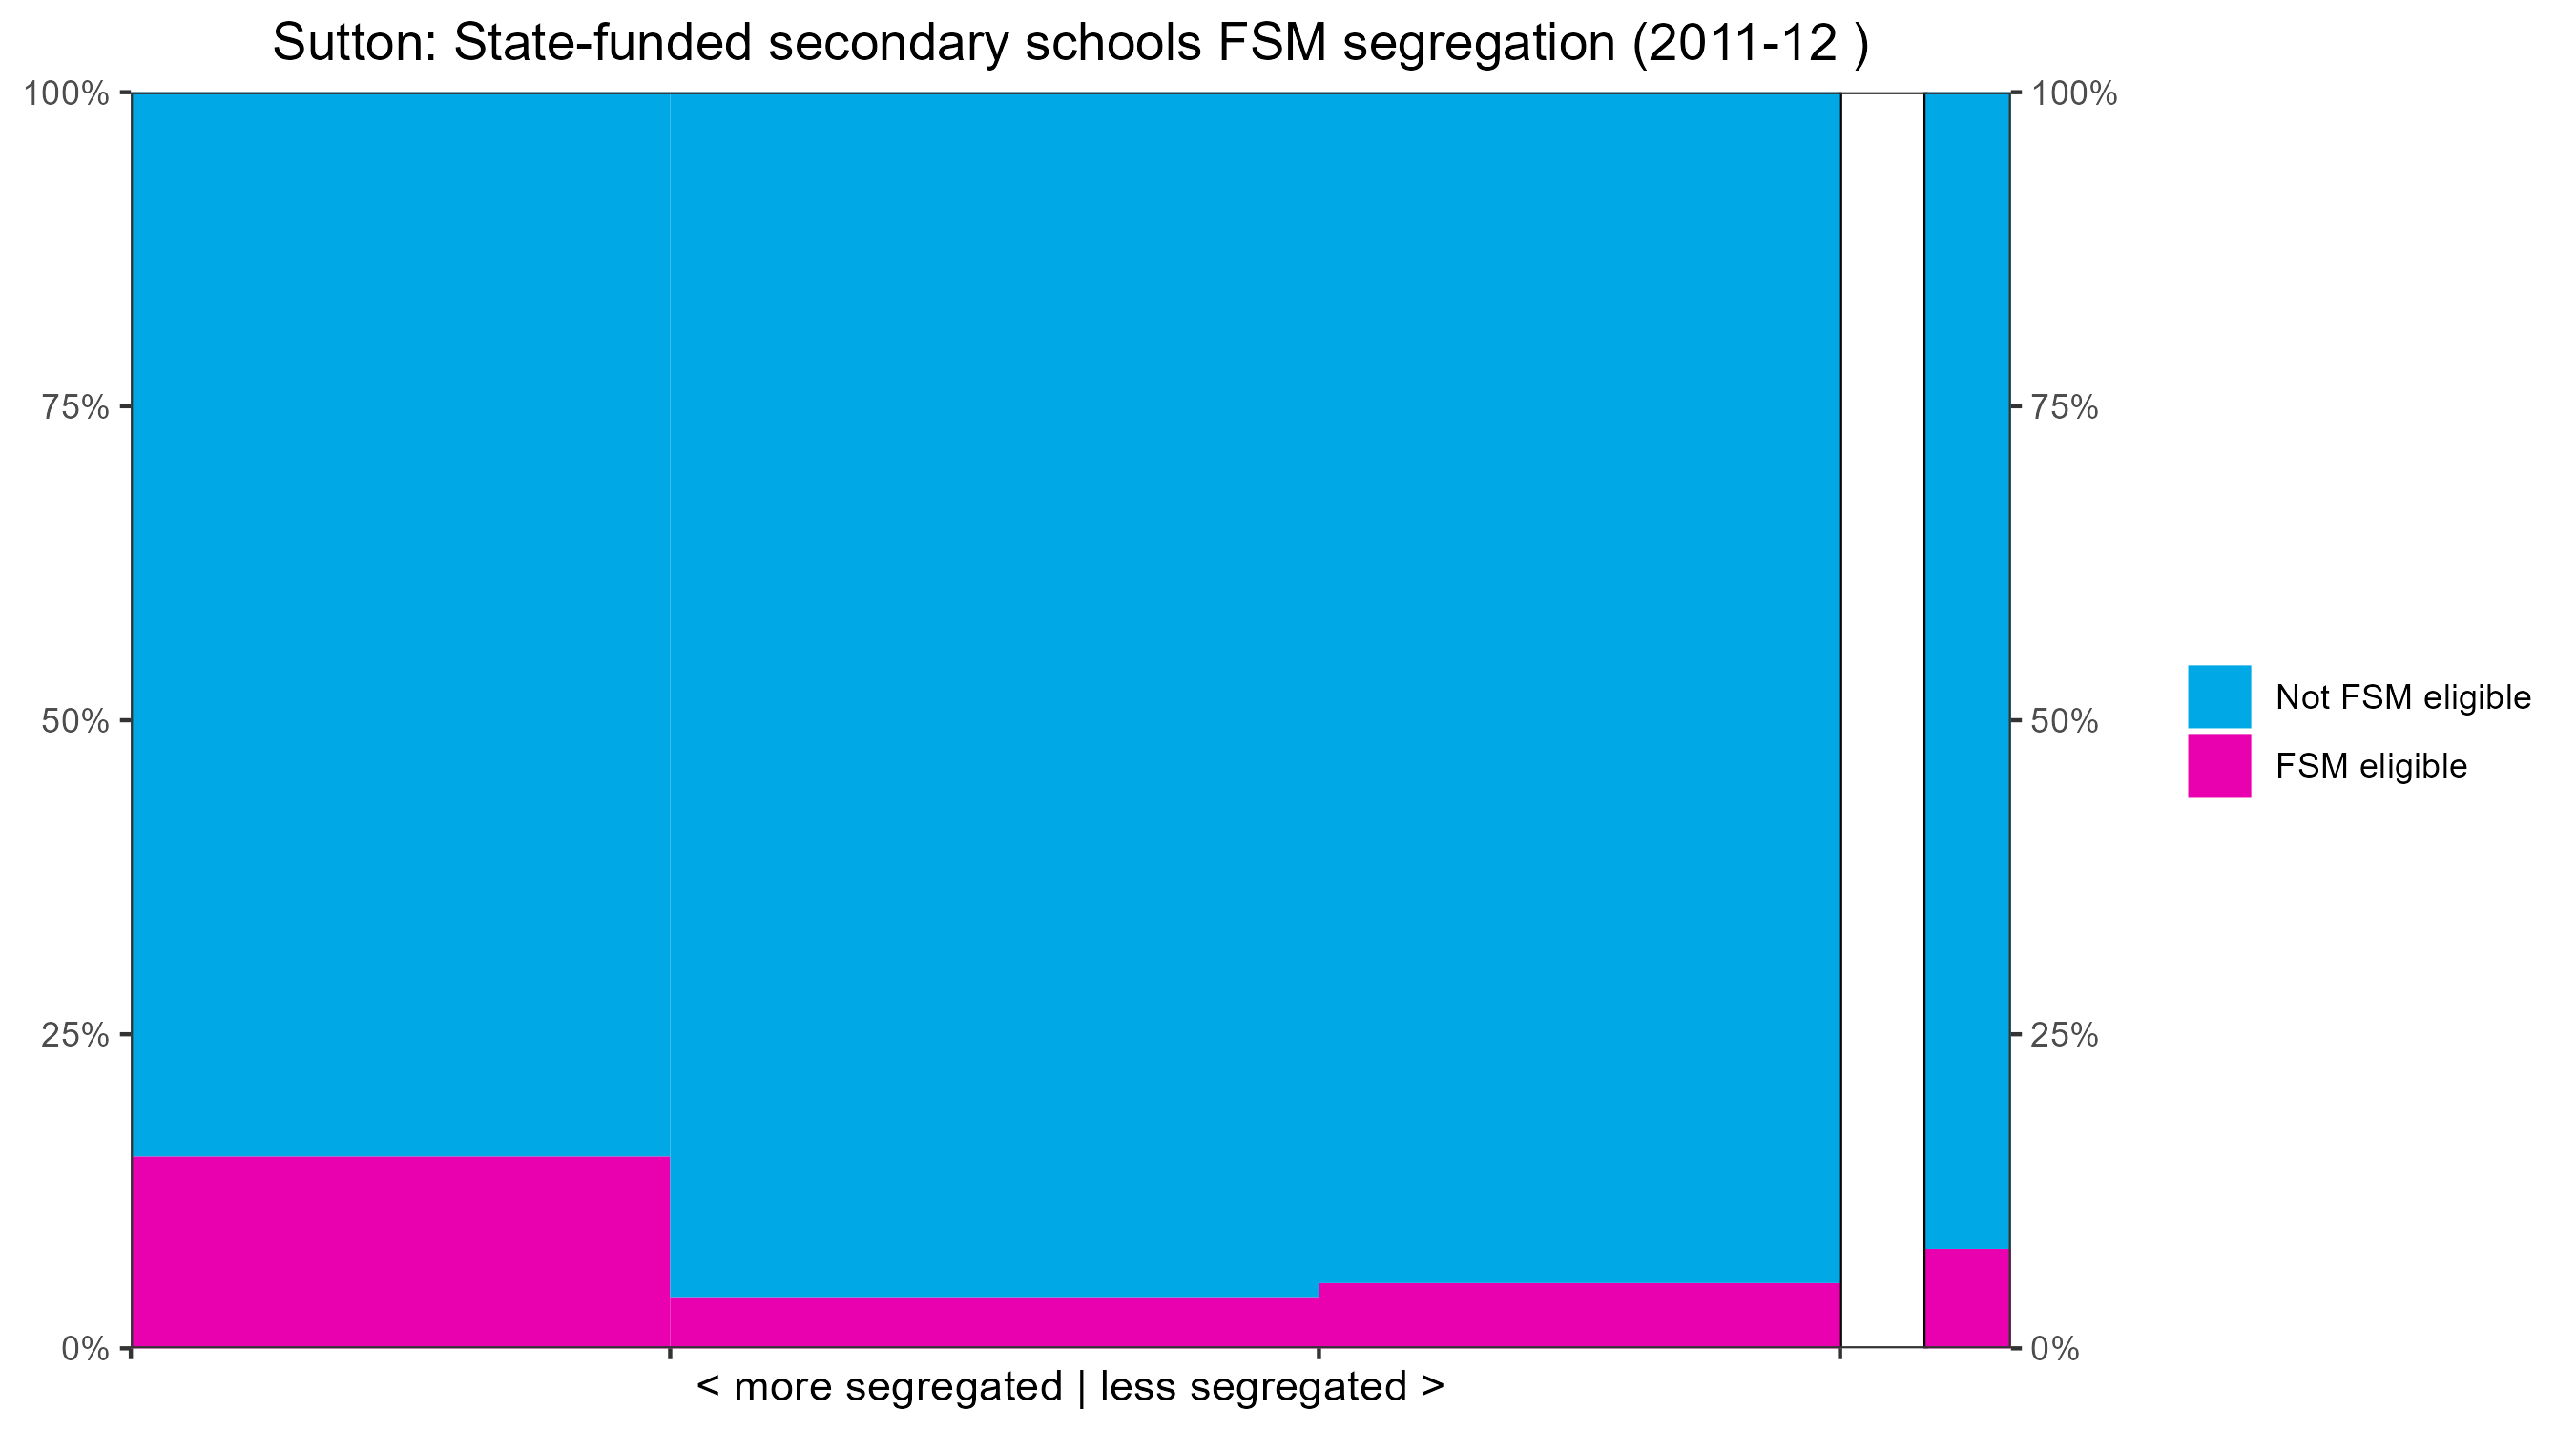 Sutton: State-funded secondary schools FSM segregation (2011-12 )
100%
75%
50%
25%
0%
100%
75%
50%
25%
0%
Not FSM eligible
FSM eligible
< more segregated | less segregated >